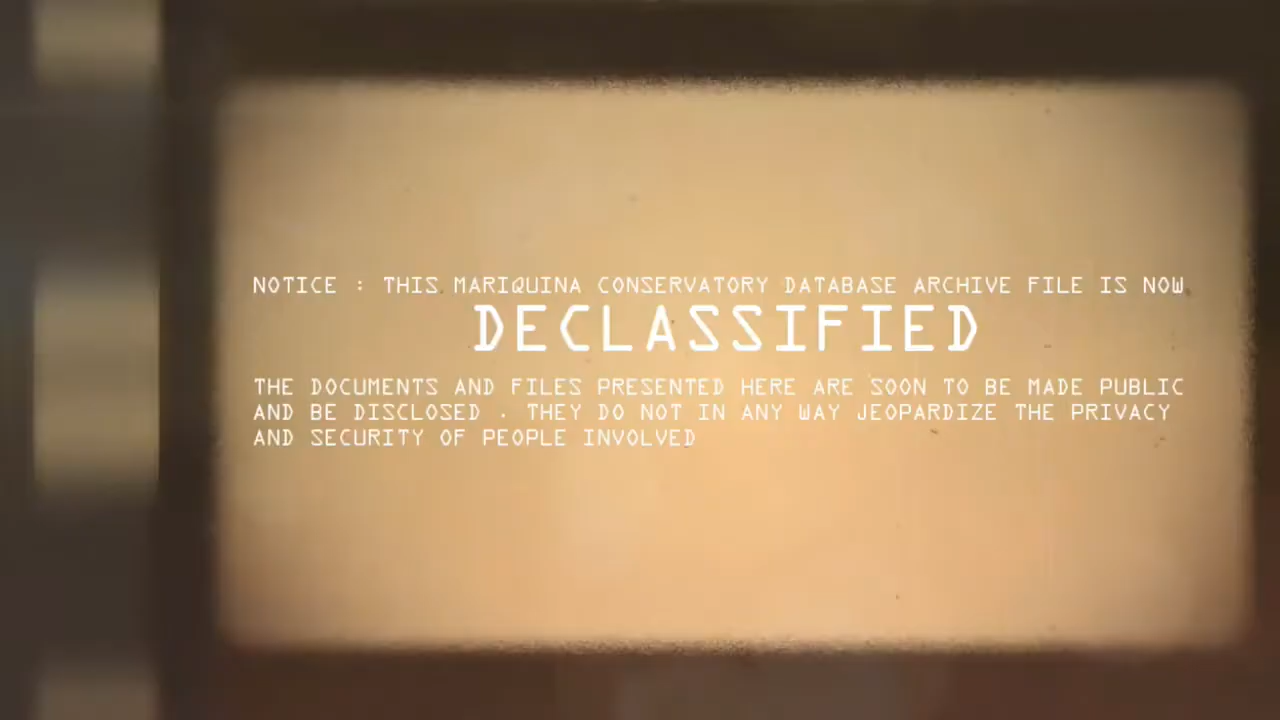 NOTICE : THIS MARIQUINA CONSERVATORY DATABASE ARCHIVE FILE IS NOW
DECLASSIFIED
THE DOCUMENTS AND FILES PRESENTED HERE ARE SOON TO BE MADE PUBLIC
AND BE DISCLOSED . THEY DO NOT IN ANY WAY JEOPARDIZE THE PRIVACY
AND SECURITY OF PEOPLE INVOLVED